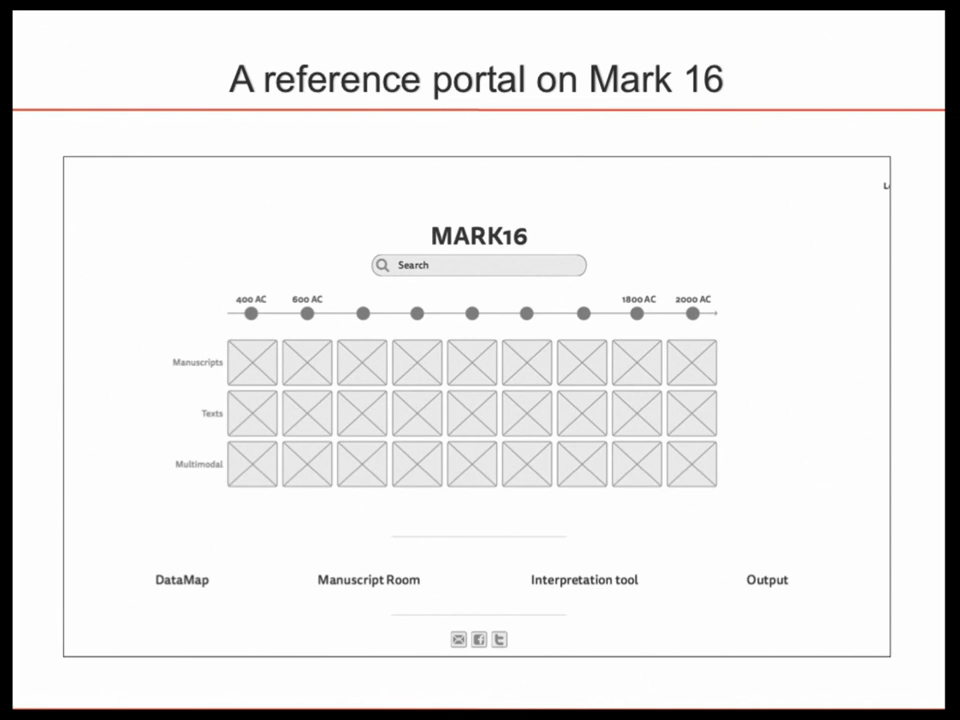 A reference portal on Mark 16
MARK16
Search
400 AC 600 AC 1800 AC 2000 AC
Manuscripts
Texts
Multimodal
DataMap Manuscript Room Interpretation tool Output